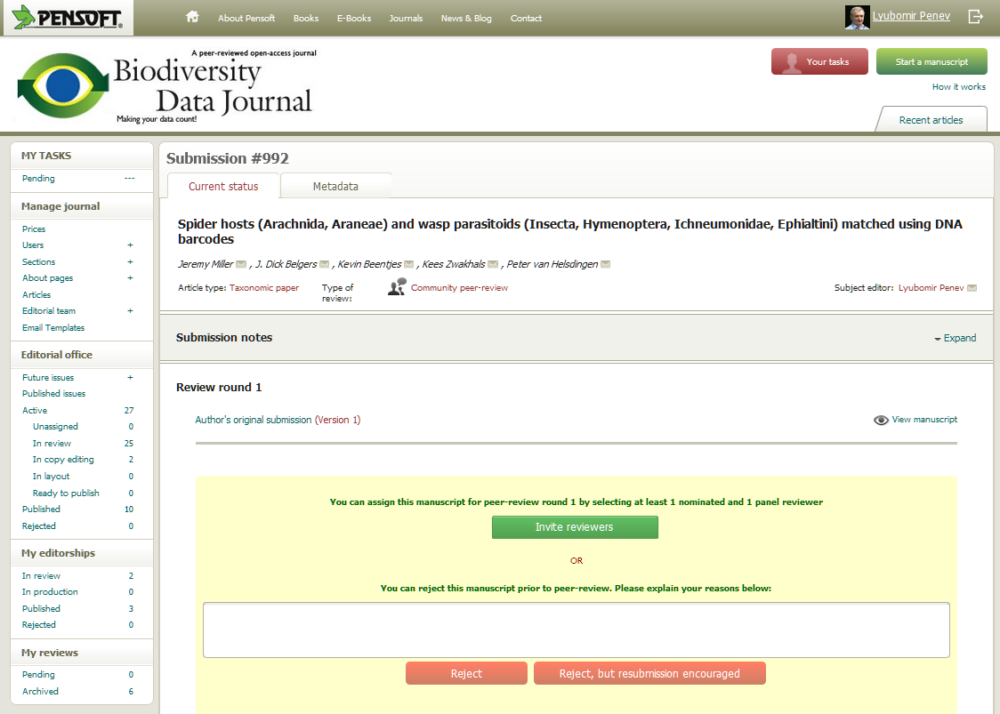 PENSOFT®
About Pensoft Books E-Books Journals News & Blog Contact
Lyubomir Penev
A peer-reviewed open-access journal
Biodiversity
Data Journal
Making your data count!
Your tasks
Start a manuscript
How it works
Recent articles
MY TASKS
Pending ---
Manage journal
Prices
Users +
Sections +
About pages +
Articles
Editorial team +
Email Templates
Editorial office
Future issues +
Published issues
Active 27
Unassigned 0
In review 25
In copy editing 2
In layout 0
Ready to publish 0
Published 10
Rejected 0
My editorships
In review 2
In production 0
Published 3
Rejected 0
My reviews
Pending 0
Archived 6
Submission #992
Current status Metadata
Spider hosts (Arachnida, Araneae) and wasp parasitoids (Insecta, Hymenoptera, Ichneumonidae, Ephialtini) matched using DNA
barcodes
Jeremy Miller , J. Dick Belgers , Kevin Beentjes , Kees Zwakhals , Peter van Helsdingen
Article type: Taxonomic paper Type of
review: Community peer-review Subject editor: Lyubomir Penev
Submission notes Expand
Review round 1
Author's original submission (Version 1) View manuscript
You can assign this manuscript for peer-review round 1 by selecting at least 1 nominated and 1 panel reviewer
Invite reviewers
OR
You can reject this manuscript prior to peer-review. Please explain your reasons below:
Reject Reject, but resubmission encouraged